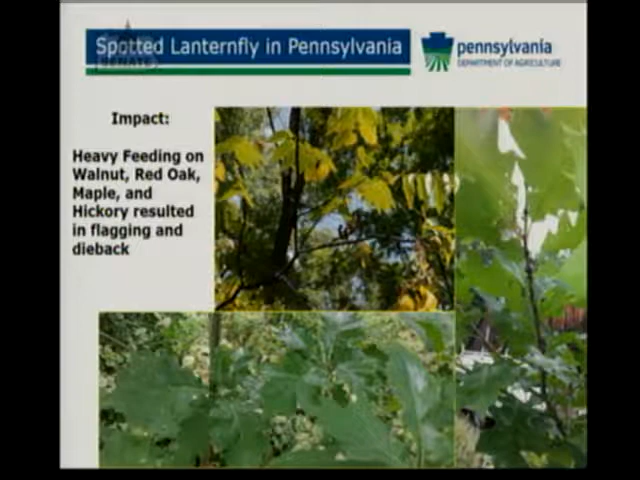 Spotted Lanternfly in Pennsylvania
SENATE
pennsylvania
DEPARTMENT OF AGRICULTURE
Impact:
Heavy Feeding on
Walnut, Red Oak,
Maple, and
Hickory resulted
in flagging and
dieback